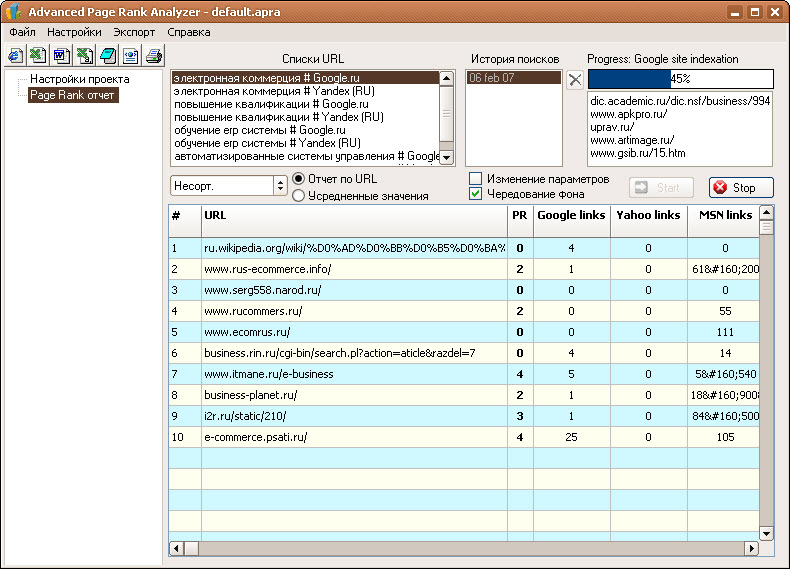 Advanced Page Rank Analyzer - default.apra
Файл Настройки Экспорт Справка
Настройки проекта
Page Rank отчет
Списки URL
электронная коммерция # Google.ru
электронная коммерция # Yandex (RU)
повышение квалификации # Google.ru
повышение квалификации # Yandex (RU)
обучение erp системы # Google.ru
обучение erp системы # Yandex (RU)
автоматизированные системы управления # Google
История поисков
06 feb 07
Progress: Google site indexation
45%
dic.academic.ru/dic.nsf/business/994
www.apkpro.ru/
uprav.ru/
www.artimage.ru/
www.gsib.ru/15.htm
Несорт.
Отчет по URL
Усредненные значения
Изменение параметров
Чередование фона
Start
Stop
# URL PR Google links Yahoo links MSN links
1 ru.wikipedia.org/wiki/%D0%AD%D0%BB%D0%B5%D0%BA% 0 4 0 0
2 www.rus-ecommerce.info/ 2 1 0 61&#160;200
3 www.serg558.narod.ru/ 0 0 0 0
4 www.rucommers.ru/ 2 0 0 55
5 www.ecomrus.ru/ 0 0 0 111
6 business.rin.ru/cgi-bin/search.pl?action=aticle&razdel=7 0 4 0 14
7 www.itmane.ru/e-business 4 5 0 5&#160;540
8 business-planet.ru/ 2 1 0 18&#160;900
9 i2r.ru/static/210/ 3 1 0 84&#160;500
10 e-commerce.psati.ru/ 4 25 0 105